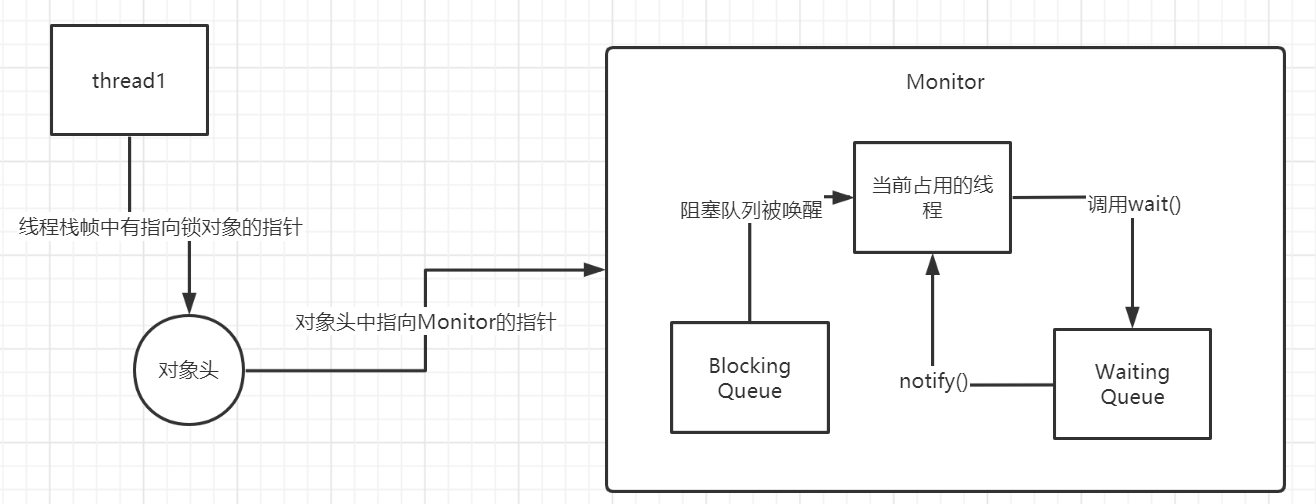 thread1
线程栈帧中有指向锁对象的指针
对象头
对象头中指向Monitor的指针
Monitor
当前占用的线
程
阻塞队列被唤醒
调用wait()
Blocking
Queue
notify()
Waiting
Queue